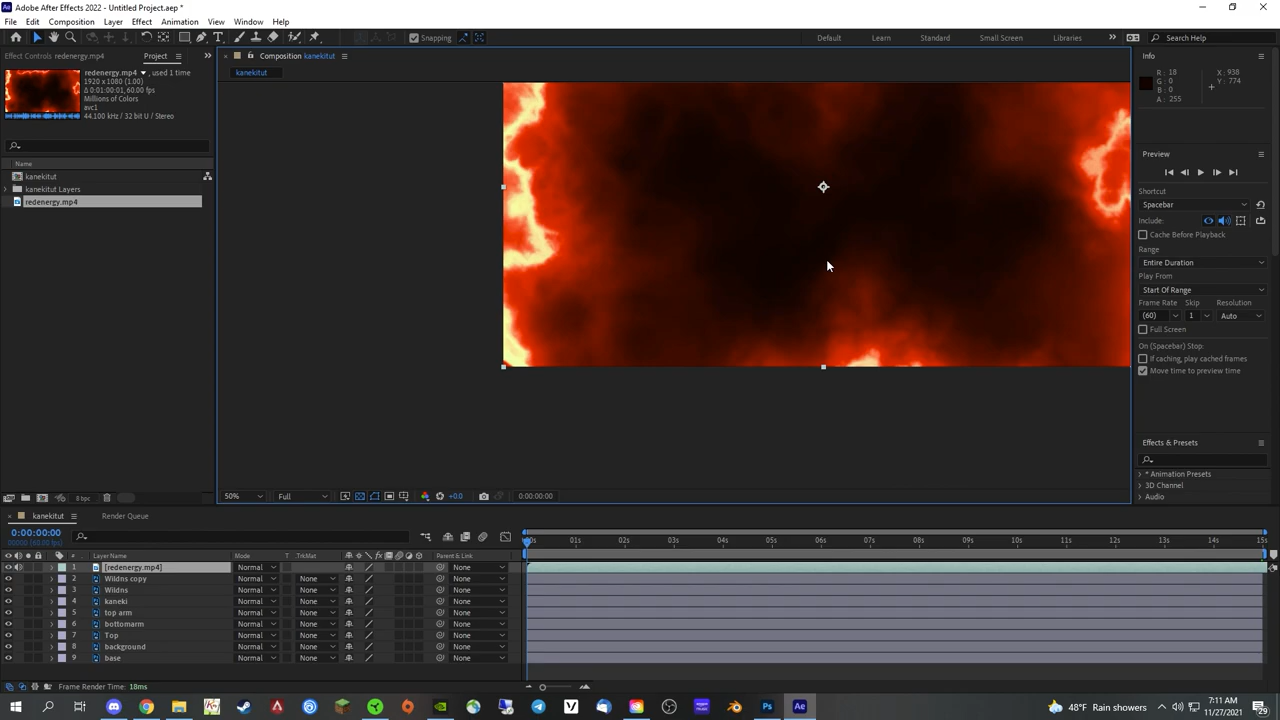 Adobe After Effects 2022 - Untitled Project.aep *
File Edit Composition Layer Effect Animation View Window Help
Snapping
Default Learn Standard Small Screen Libraries Search Help
Effect Controls redenergy.mp4 Project
redenergy.mp4 , used 1 time
1920 x 1080 (1.00)
Δ 0:01:00:01, 60.00 fps
Millions of Colors
avc1
44.100 kHz / 32 bit U / Stereo
Name
kanekitut
kanekitut Layers
redenergy.mp4
8 bpc
Composition kanekitut
kanekitut
50% Full +0.0 0:00:00:00
Info
R: 18
G: 0
B: 0
A: 255
X: 938
Y: 774
Preview
Shortcut
Spacebar
Include:
Cache Before Playback
Range
Entire Duration
Play From
Start Of Range
Frame Rate Skip Resolution
(60) 1 Auto
Full Screen
On (Spacebar) Stop:
If caching, play cached frames
Move time to preview time
Effects & Presets
* Animation Presets
3D Channel
Audio
kanekitut Render Queue
0:00:00:00
# Layer Name Mode T .TrkMat fx Parent & Link
1 [redenergy.mp4] Normal None
2 Wildns copy Normal None None
3 Wildns Normal None None
4 kaneki Normal None None
5 top arm Normal None None
6 bottomarm Normal None None
7 Top Normal None None
8 background Normal None None
9 base Normal None None
01s 02s 03s 04s 05s 06s 07s 08s 09s 10s 11s 12s 13s 14s 15s
Frame Render Time: 18ms
48°F Rain showers
7:11 AM
11/27/2021
29